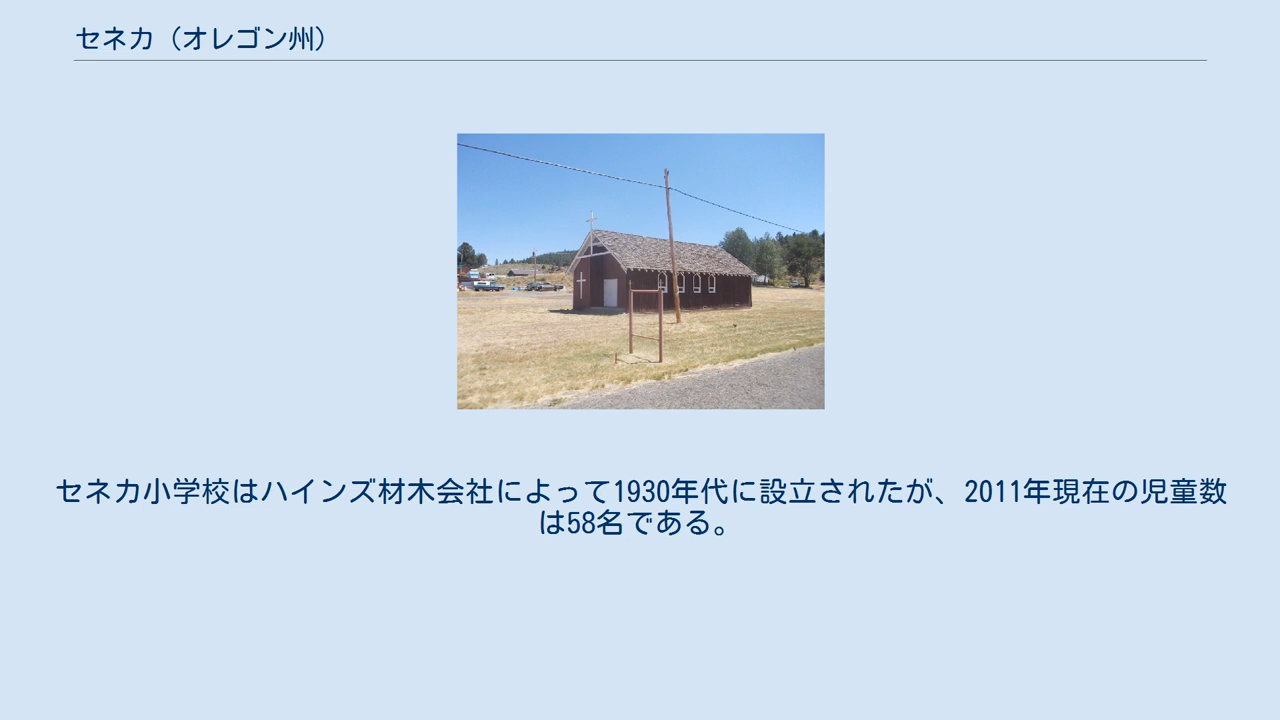 セネカ（オレゴン州）
セネカ小学校はハインズ材木会社によって1930年代に設立されたが、2011年現在の児童数
は58名である。